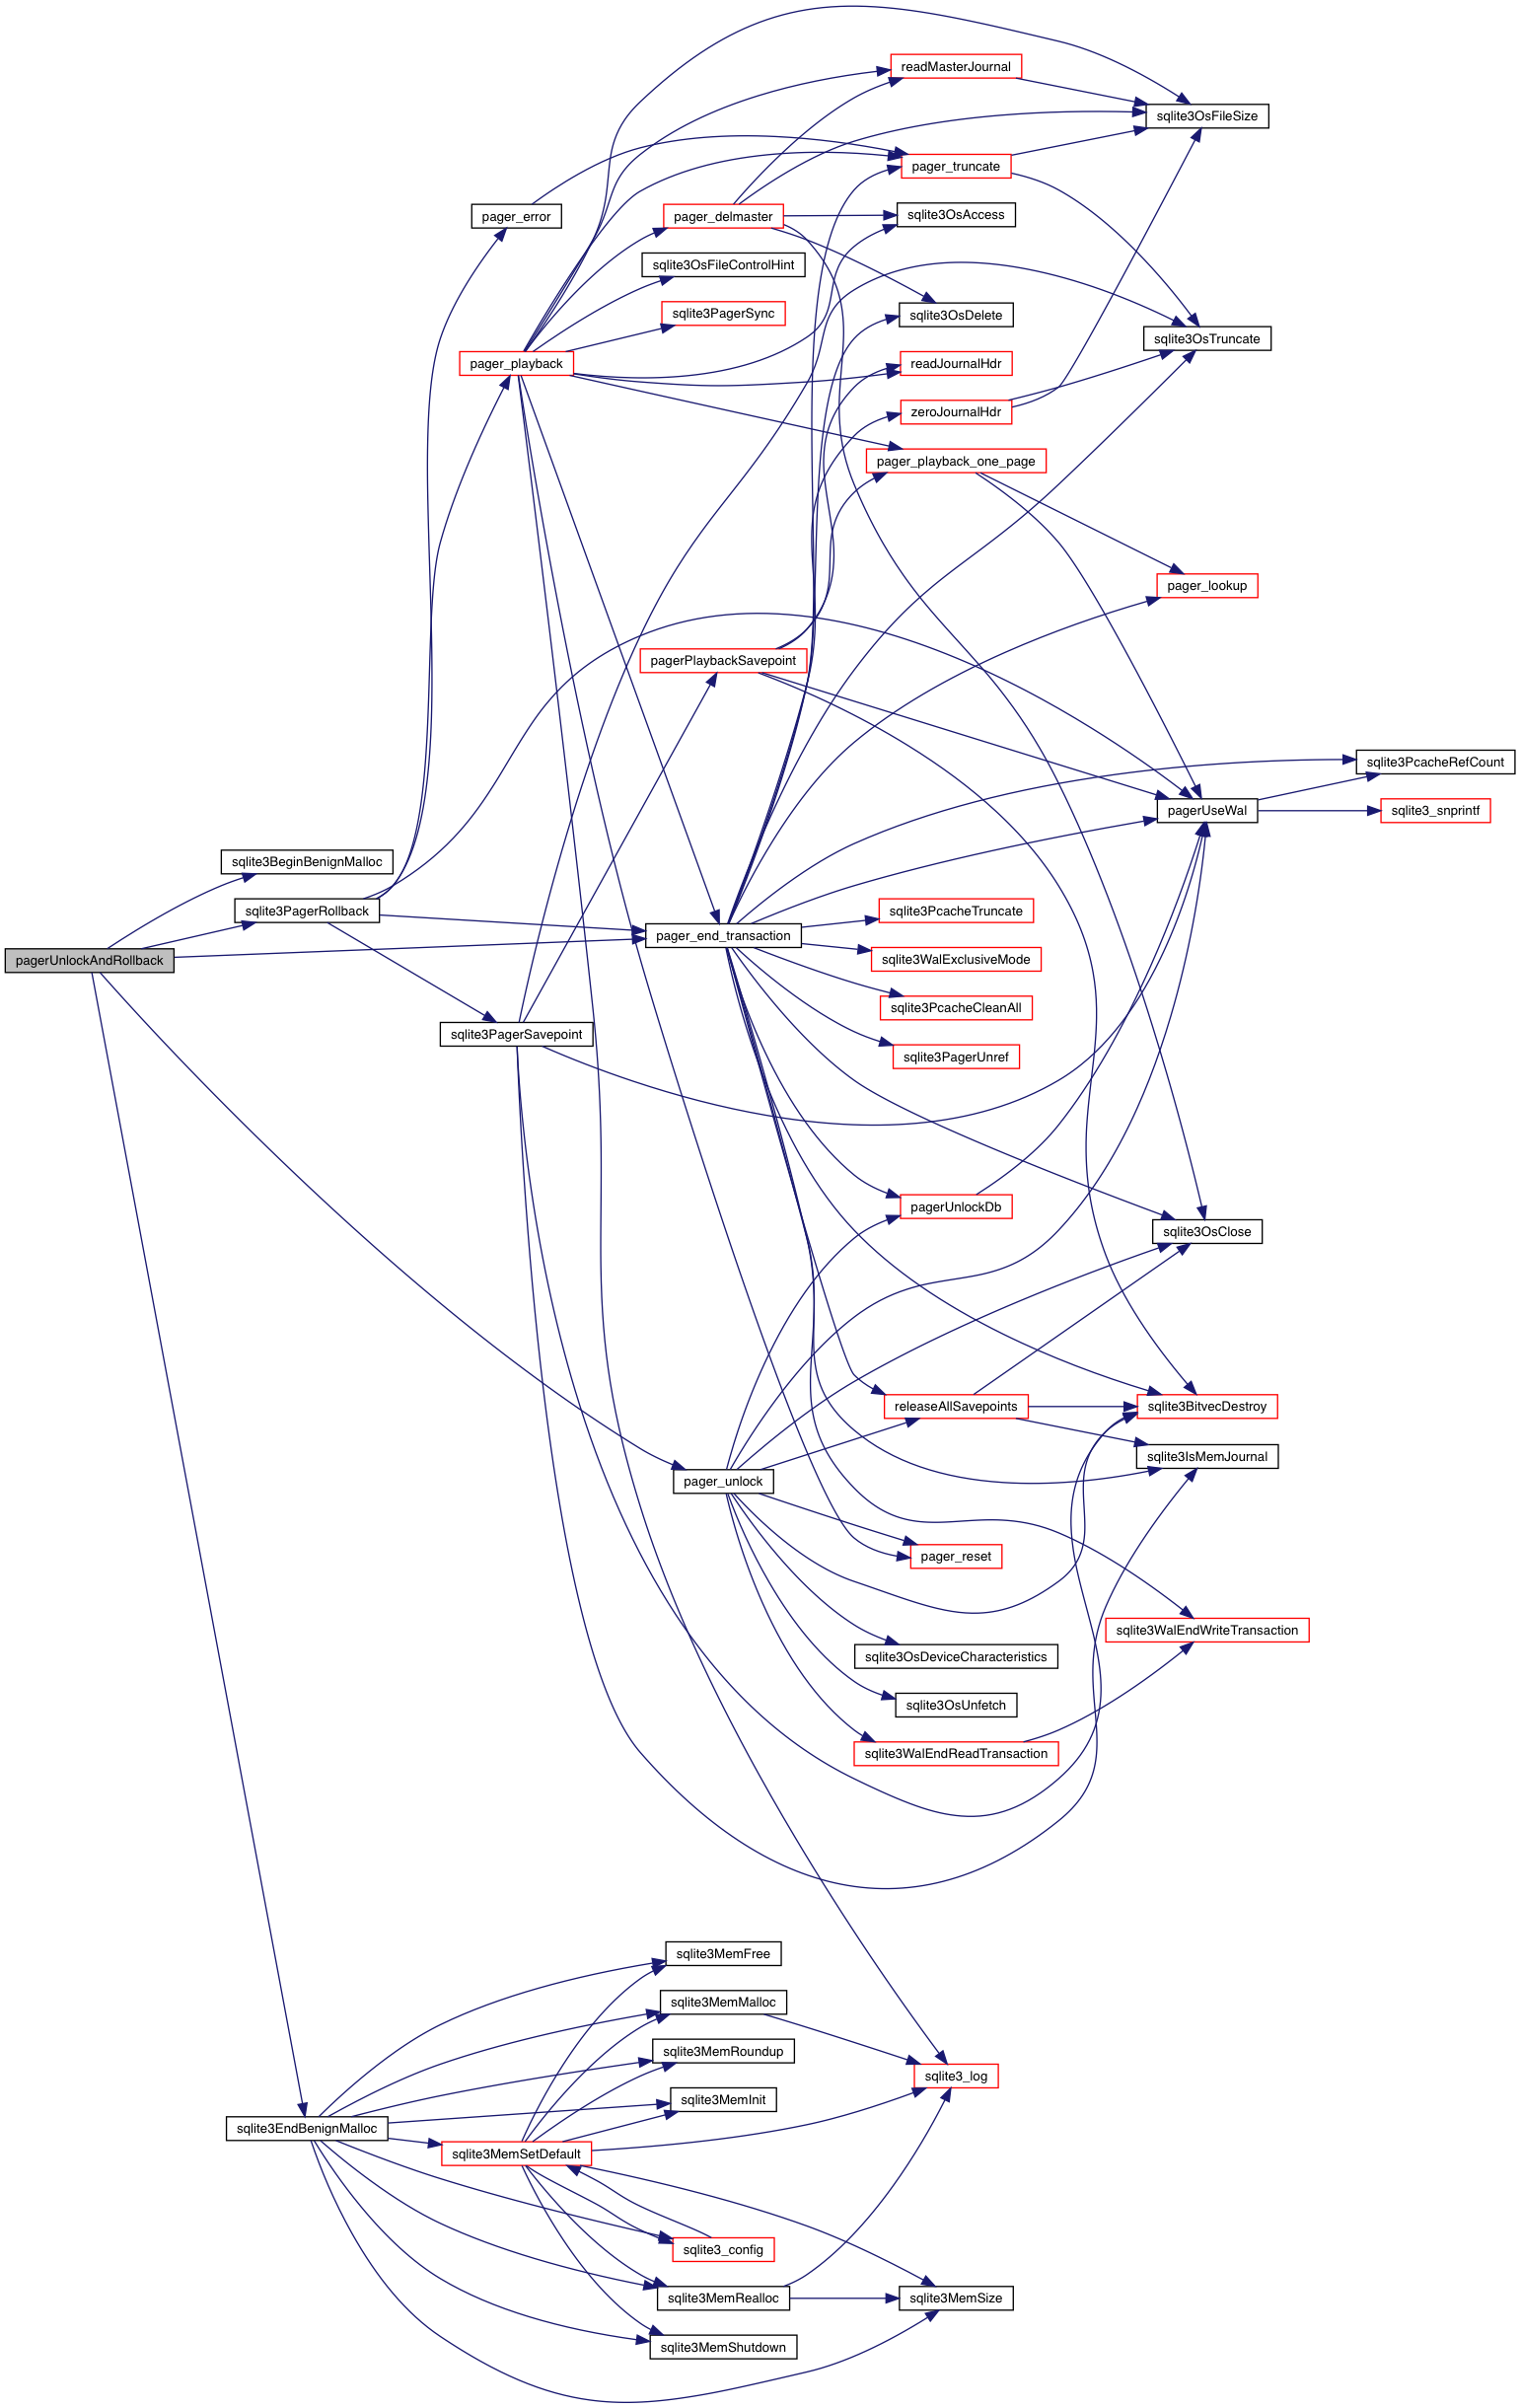 readMasterJournal
sqlite3OsFileSize
pager_truncate
pager_error
pager_delmaster
sqlite3OsAccess
sqlite3OsFileControlHint
sqlite3PagerSync
sqlite3OsDelete
sqlite3OsTruncate
pager_playback
readJournalHdr
zeroJournalHdr
pager_playback_one_page
pager_lookup
pagerPlaybackSavepoint
sqlite3PcacheRefCount
pagerUseWal
sqlite3_snprintf
sqlite3BeginBenignMalloc
sqlite3PagerRollback
sqlite3PcacheTruncate
pager_end_transaction
pagerUnlockAndRollback
sqlite3WalExclusiveMode
sqlite3PcacheCleanAll
sqlite3PagerSavepoint
sqlite3PagerUnref
pagerUnlockDb
sqlite3OsClose
releaseAllSavepoints
sqlite3BitvecDestroy
sqlite3IsMemJournal
pager_unlock
pager_reset
sqlite3WalEndWriteTransaction
sqlite3OsDeviceCharacteristics
sqlite3OsUnfetch
sqlite3WalEndReadTransaction
sqlite3MemFree
sqlite3MemMalloc
sqlite3MemRoundup
sqlite3_log
sqlite3MemInit
sqlite3EndBenignMalloc
sqlite3MemSetDefault
sqlite3_config
sqlite3MemRealloc
sqlite3MemSize
sqlite3MemShutdown